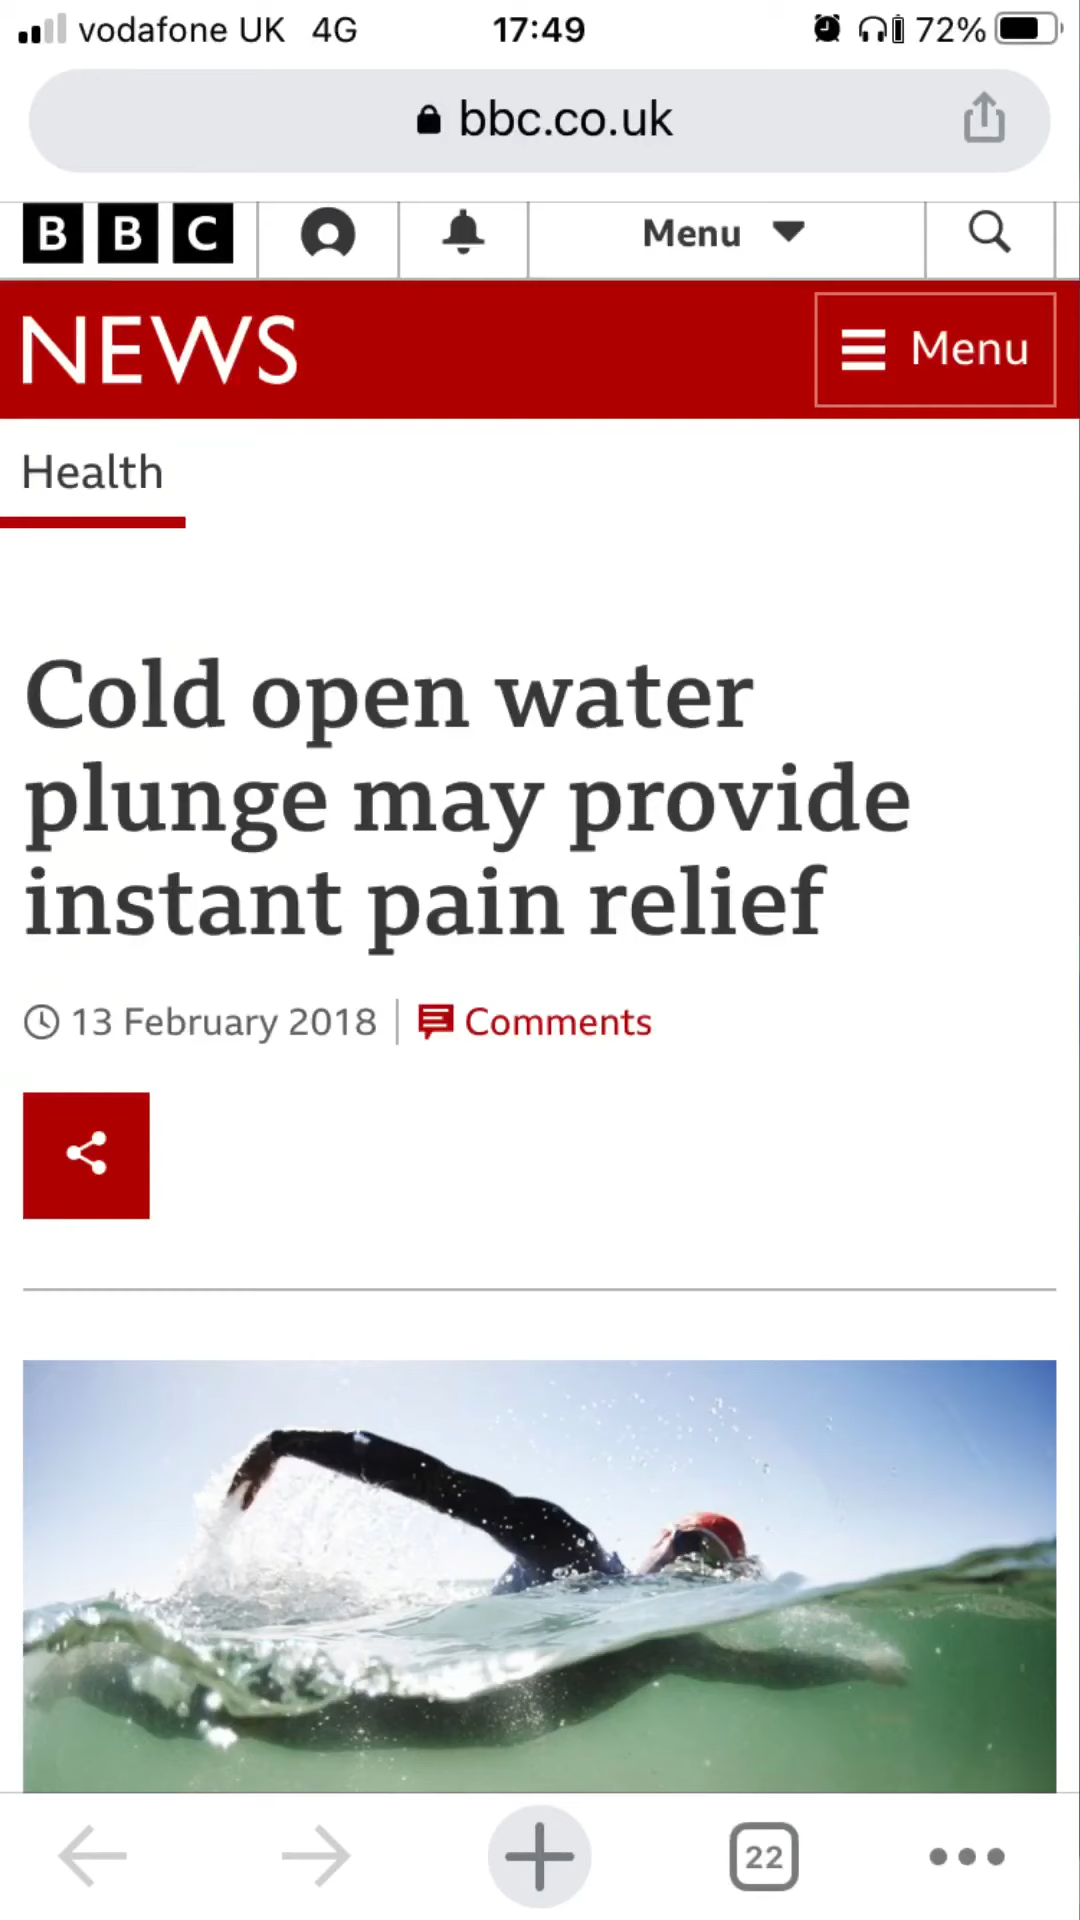 vodafone UK 4G 17:49 72%
bbc.co.uk
BBC Menu
NEWS Menu
Health
Cold open water
plunge may provide
instant pain relief
13 February 2018 Comments
22